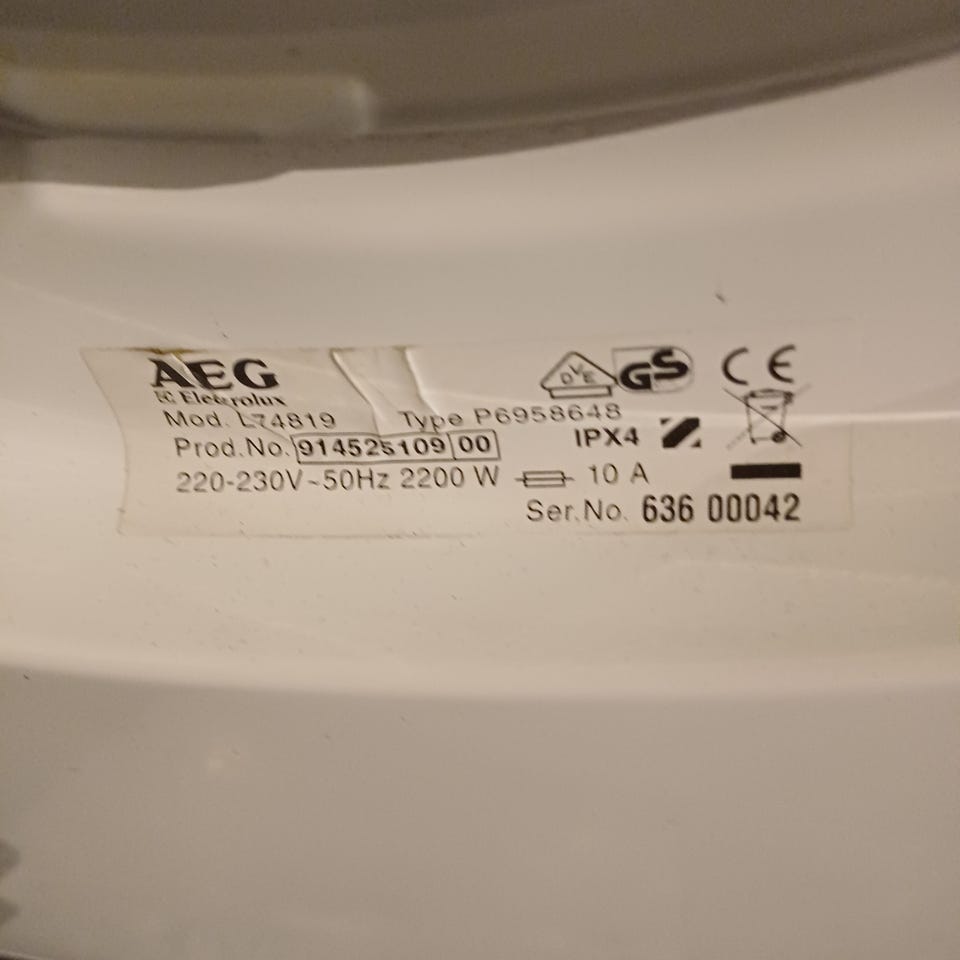 AEG
Electrolux
DVE GS CE
Mod. L74819 Type P6958648
Prod.No. 914525109 00 IPX4
220-230V~50Hz 2200 W 10 A
Ser.No. 636 00042